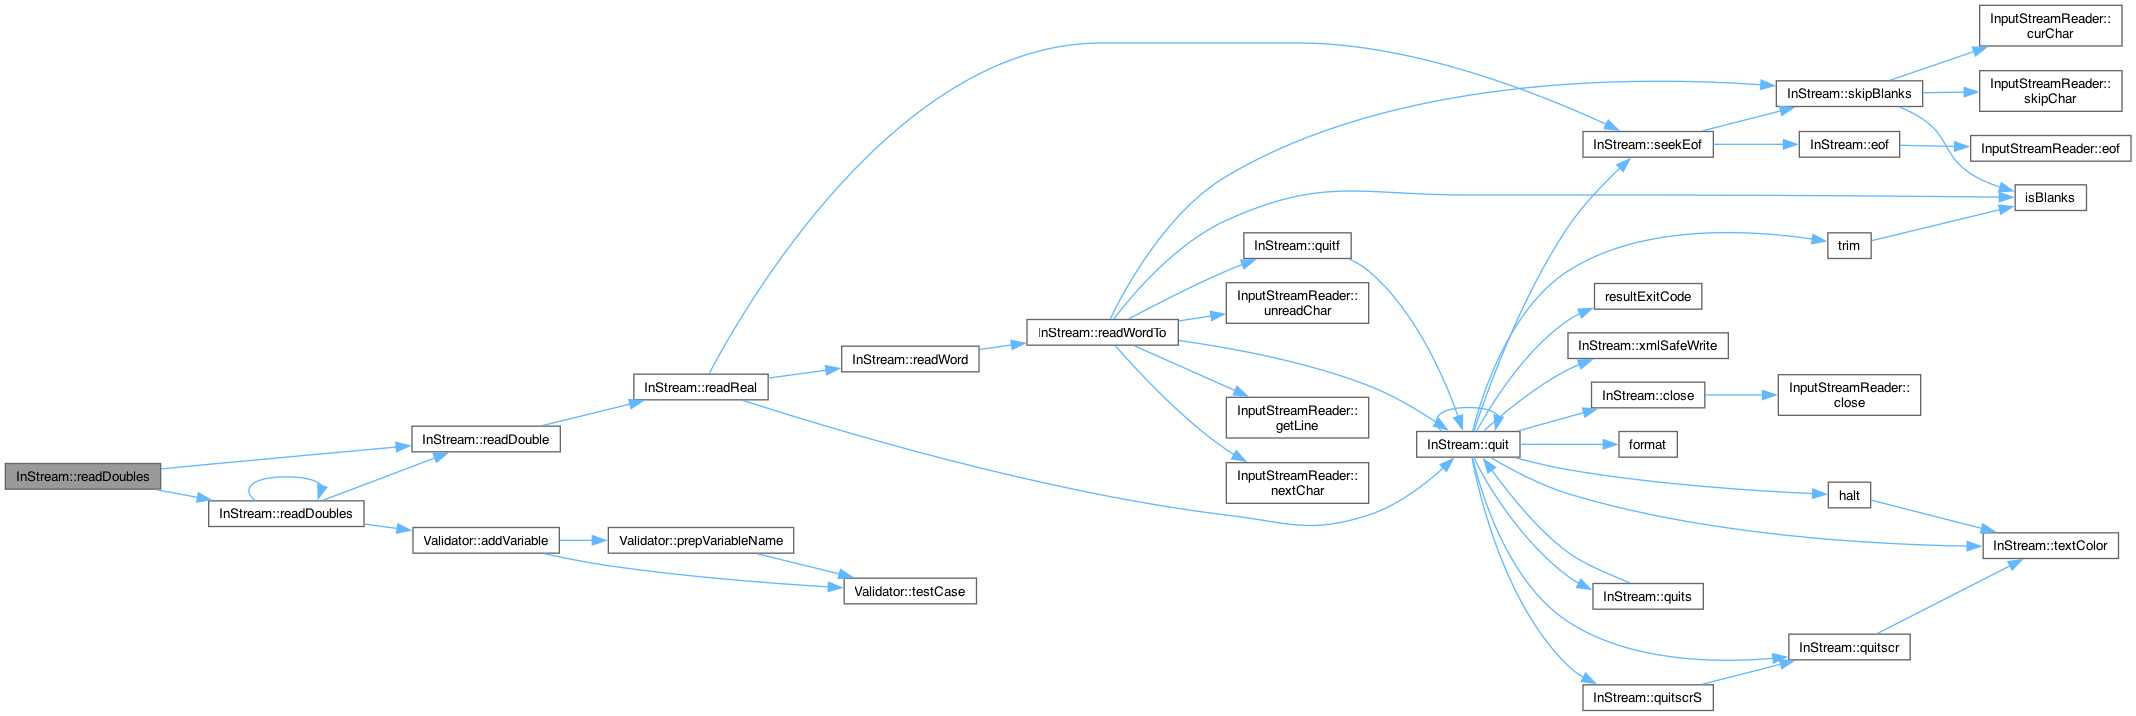 InStream::readDoubles
InStream::readDoubles
InStream::readDouble
Validator::addVariable
Validator::prepVariableName
Validator::testCase
InStream::readReal
InStream::readWord
InStream::readWordTo
InStream::quitf
InputStreamReader::
unreadChar
InputStreamReader::
getLine
InputStreamReader::
nextChar
InStream::quit
InStream::seekEof
resultExitCode
InStream::xmlSafeWrite
InStream::close
format
InStream::quits
InStream::quitscrS
InStream::skipBlanks
InStream::eof
trim
InputStreamReader::
close
halt
InStream::quitscr
InputStreamReader::
curChar
InputStreamReader::
skipChar
InputStreamReader::eof
isBlanks
InStream::textColor